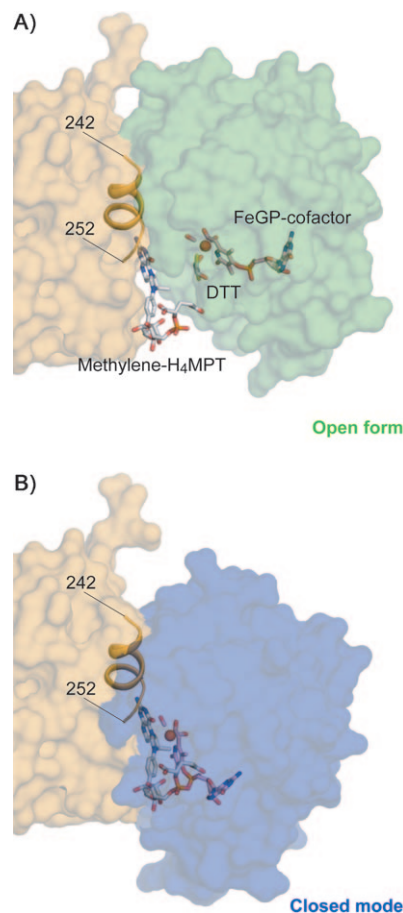 A)
242
252
FeGP-cofactor
DTT
Methylene-H₄MPT
Open form
B)
242
252
Closed mode